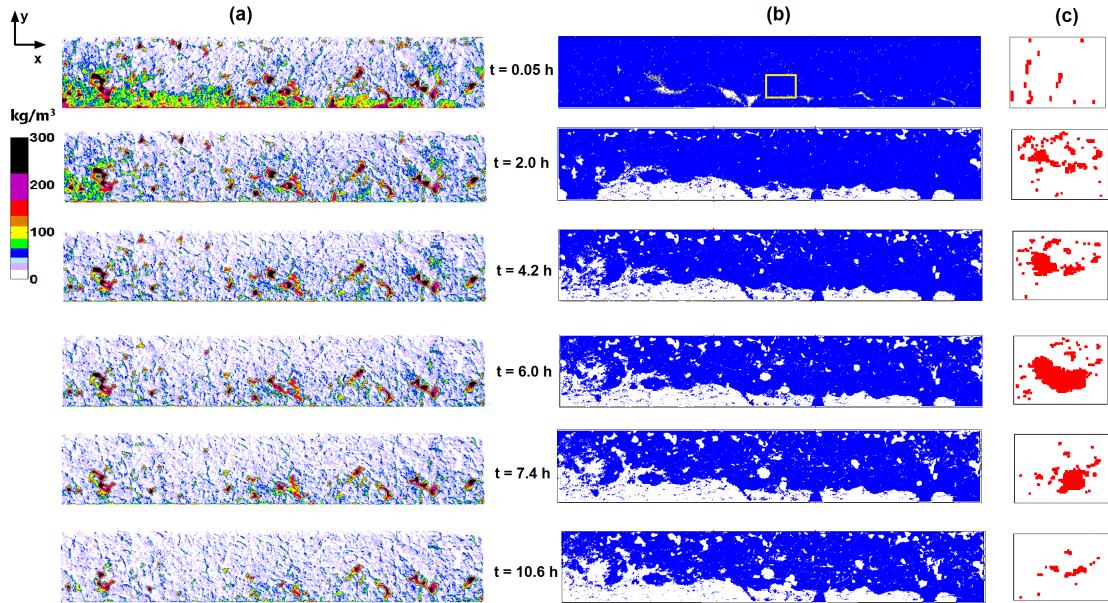 (a)
(b)
(c)
y
x
t = 0.05 h
kg/m³
300
200
100
0
t = 2.0 h
t = 4.2 h
t = 6.0 h
t = 7.4 h
t = 10.6 h